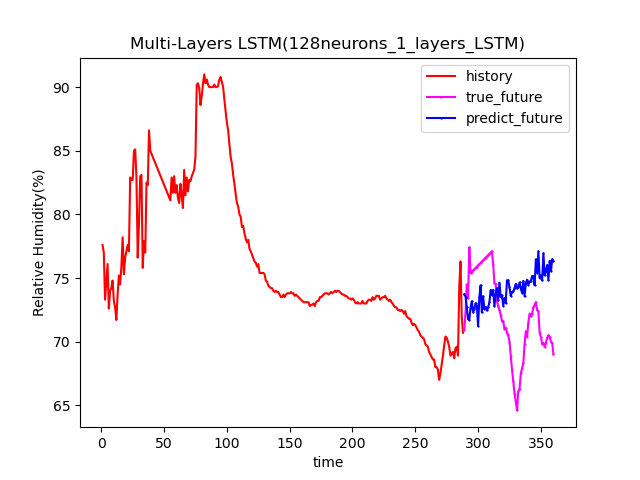 Multi-Layers LSTM(128neurons_1_layers_LSTM)
history
true_future
predict_future
Relative Humidity(%)
90
85
80
75
70
65
0 50 100 150 200 250 300 350
time